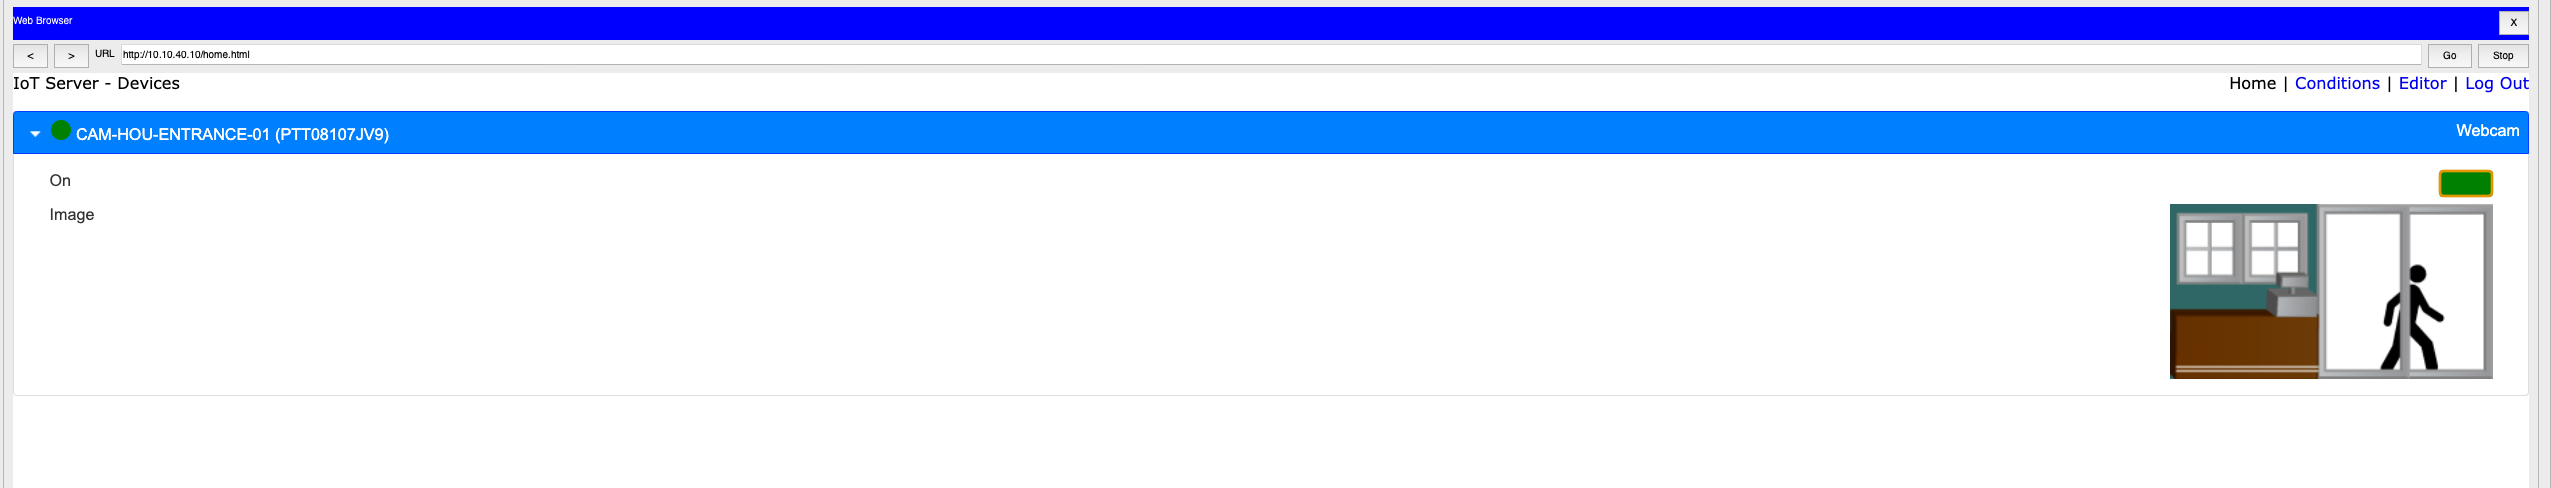 Web Browser X
< > URL http://10.10.40.10/home.html Go Stop
IoT Server - Devices Home | Conditions | Editor | Log Out
CAM-HOU-ENTRANCE-01 (PTT08107JV9) Webcam
On
Image